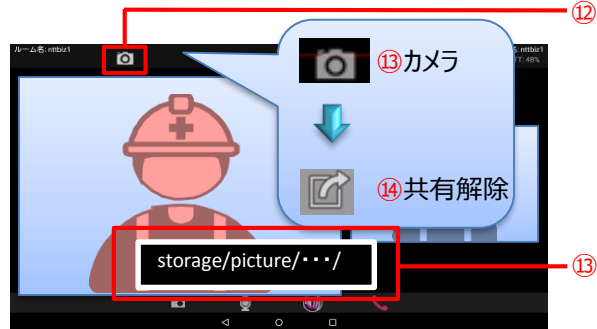 ⑫
ルーム名: nttbiz1
名: nttbiz1
TT: 48%
⑬カメラ
⑭共有解除
storage/picture/・・・/
⑬